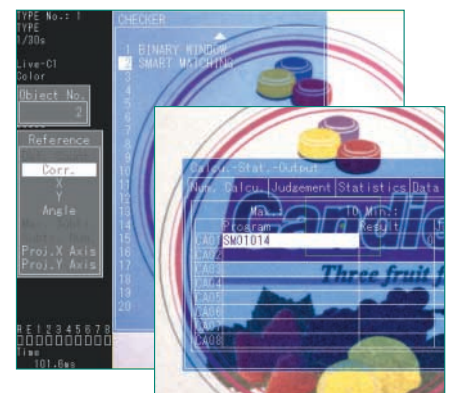 TYPE No.: 1
TYPE
1/30s
Live-C1
Color
Object No.
2
Reference
Corr.
X
Y
Angle
Proj.X Axis
Proj.Y Axis
R E 1 2 3 4 5 6 7 8
Time
101.6ms
CHECKER
1 BINARY WINDOW
2 SMART MATCHING
3
4
5
6
7
8
9
10
11
12
13
14
15
16
17
18
19
20
Calcu.-Stat.-Output
Num. Calcu. Judgement Statistics Data
Max.: 10 Min.:
Program Result
CA01 SM01014
CA02
CA03
CA04
CA05
CA06
CA07
CA08
Candie
Three fruit f